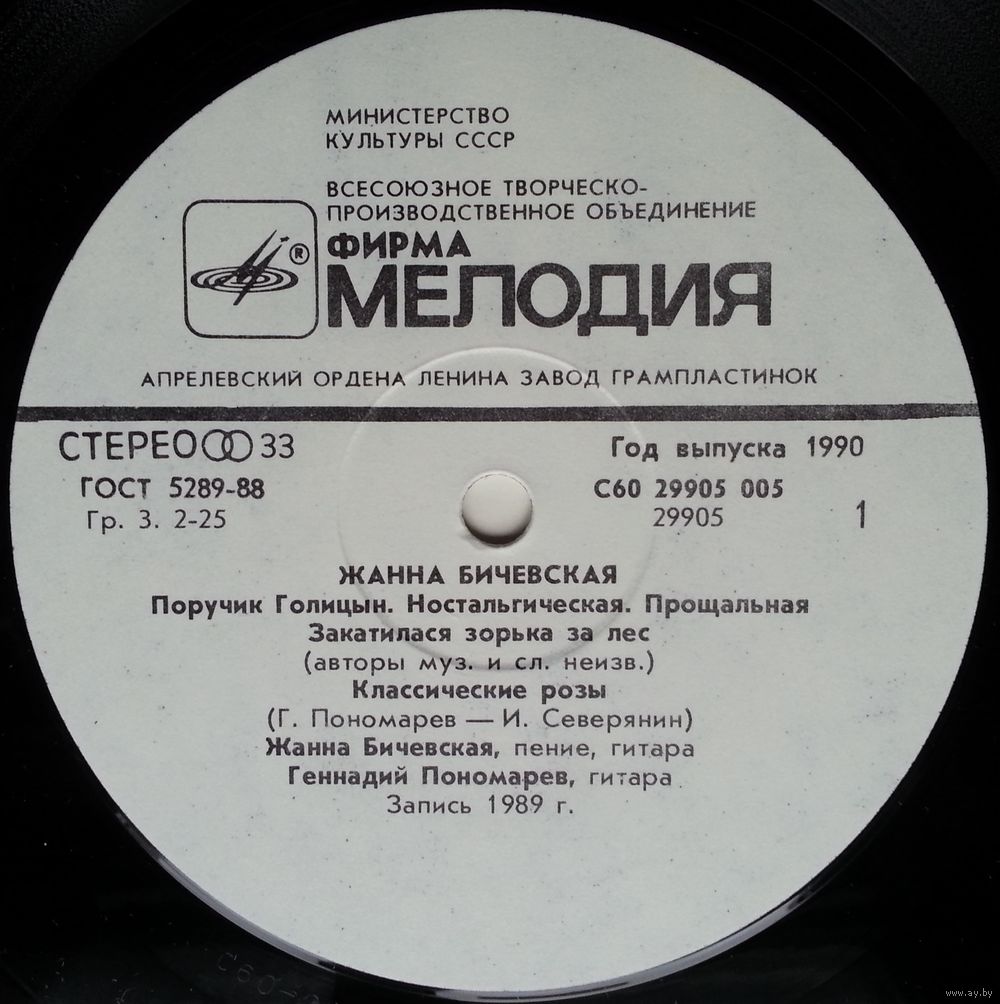 МИНИСТЕРСТВО
КУЛЬТУРЫ СССР
ВСЕСОЮЗНОЕ ТВОРЧЕСКО-
ПРОИЗВОДСТВЕННОЕ ОБЪЕДИНЕНИЕ
ФИРМА
®
МЕЛОДИЯ
АПРЕЛЕВСКИЙ ОРДЕНА ЛЕНИНА ЗАВОД ГРАМПЛАСТИНОК
СТЕРЕО 33
Год выпуска 1990
ГОСТ 5289-88
С60 29905 005
Гр. 3. 2-25
29905
1
ЖАННА БИЧЕВСКАЯ
Поручик Голицын. Ностальгическая. Прощальная
Закатилася зорька за лес
(авторы муз. и сл. неизв.)
Классические розы
(Г. Пономарев — И. Северянин)
Жанна Бичевская, пение, гитара
Геннадий Пономарев, гитара
Запись 1989 г.
www.ay.by